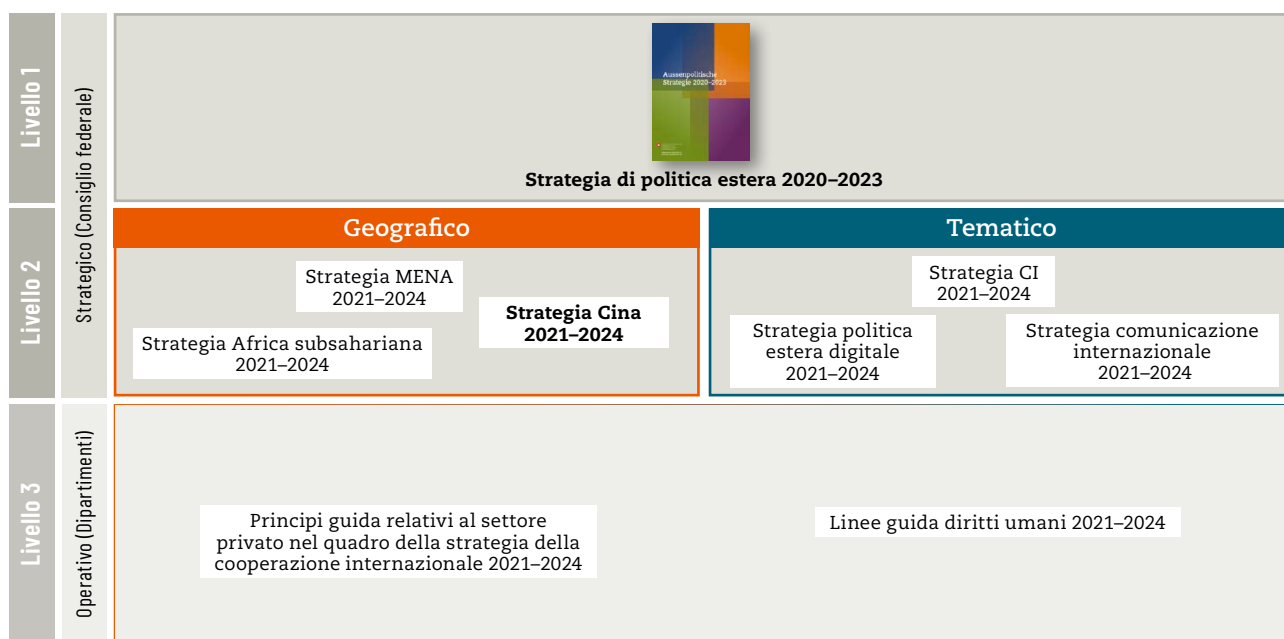 Livello 1
Strategico (Consiglio federale)
Aussenpolitische
Strategie 2020–2023
Strategia di politica estera 2020–2023
Livello 2
Geografico
Strategia MENA
2021–2024
Strategia Cina
2021–2024
Strategia Africa subsahariana
2021–2024
Tematico
Strategia CI
2021–2024
Strategia politica
estera digitale
2021–2024
Strategia comunicazione
internazionale
2021–2024
Livello 3
Operativo (Dipartimenti)
Principi guida relativi al settore
privato nel quadro della strategia della
cooperazione internazionale 2021–2024
Linee guida diritti umani 2021–2024